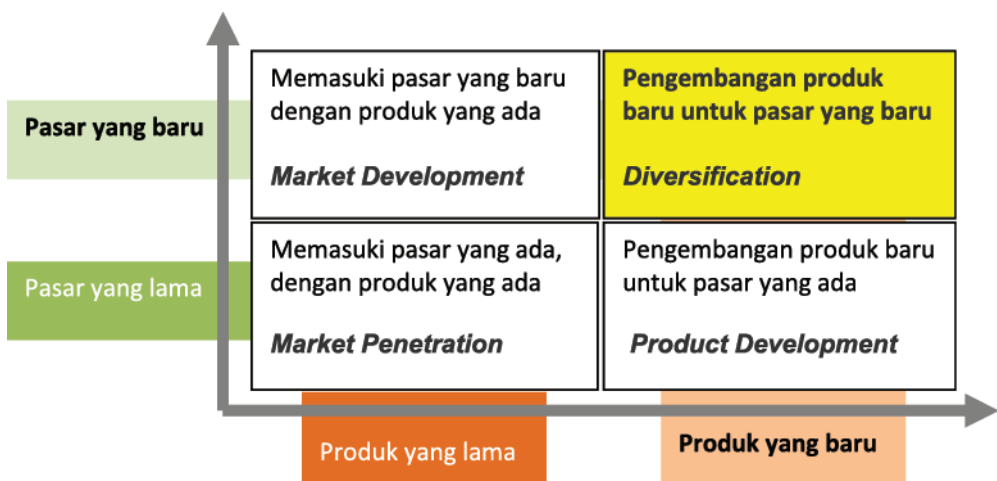 Pasar yang baru
Memasuki pasar yang baru
dengan produk yang ada
Market Development
Pengembangan produk
baru untuk pasar yang baru
Diversification
Pasar yang lama
Memasuki pasar yang ada,
dengan produk yang ada
Market Penetration
Pengembangan produk baru
untuk pasar yang ada
Product Development
Produk yang lama
Produk yang baru